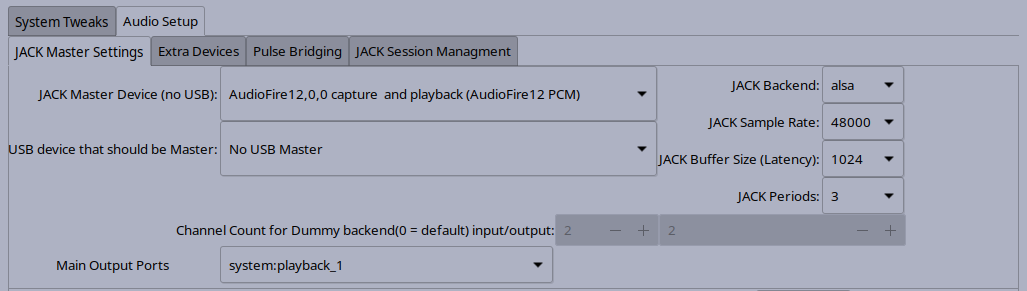 System Tweaks Audio Setup
JACK Master Settings Extra Devices Pulse Bridging JACK Session Managment
JACK Master Device (no USB): AudioFire12,0,0 capture and playback (AudioFire12 PCM)
JACK Backend: alsa
JACK Sample Rate: 48000
USB device that should be Master: No USB Master
JACK Buffer Size (Latency): 1024
JACK Periods: 3
Channel Count for Dummy backend(0 = default) input/output: 2 − + 2 − +
Main Output Ports system:playback_1